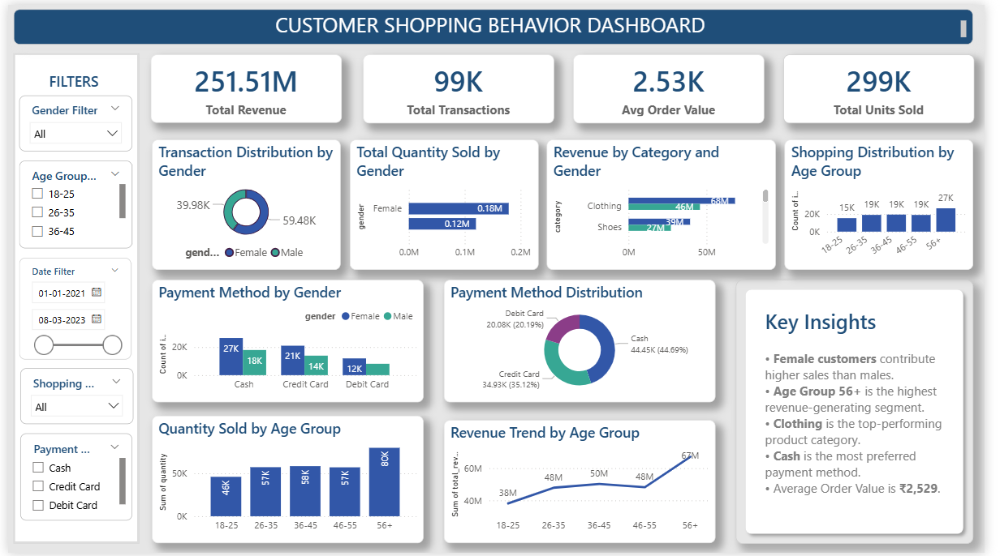 CUSTOMER SHOPPING BEHAVIOR DASHBOARD
FILTERS
Gender Filter
All
Age Group...
18-25
26-35
36-45
Date Filter
01-01-2021
08-03-2023
Shopping ...
All
Payment ...
Cash
Credit Card
Debit Card
251.51M
Total Revenue
99K
Total Transactions
2.53K
Avg Order Value
299K
Total Units Sold
Transaction Distribution by
Gender
39.98K
59.48K
gend... Female Male
Total Quantity Sold by
Gender
gender
Female
0.18M
0.12M
0.0M 0.1M 0.2M
Revenue by Category and
Gender
category
Clothing
68M
46M
Shoes
39M
27M
0M 50M
Shopping Distribution by
Age Group
Count of i...
20K
0K
15K 19K 19K 19K 27K
18-25 26-35 36-45 46-55 56+
Payment Method by Gender
gender Female Male
Count of i...
20K
0K
27K 18K 21K 14K 12K
Cash Credit Card Debit Card
Payment Method Distribution
Debit Card
20.08K (20.19%)
Cash
44.45K (44.69%)
Credit Card
34.93K (35.12%)
Quantity Sold by Age Group
Sum of quantity
50K
0K
46K 57K 58K 57K 80K
18-25 26-35 36-45 46-55 56+
Revenue Trend by Age Group
Sum of total_rev...
60M
40M
38M 48M 50M 48M 67M
18-25 26-35 36-45 46-55 56+
Key Insights
• Female customers contribute
higher sales than males.
• Age Group 56+ is the highest
revenue-generating segment.
• Clothing is the top-performing
product category.
• Cash is the most preferred
payment method.
• Average Order Value is ₹2,529.